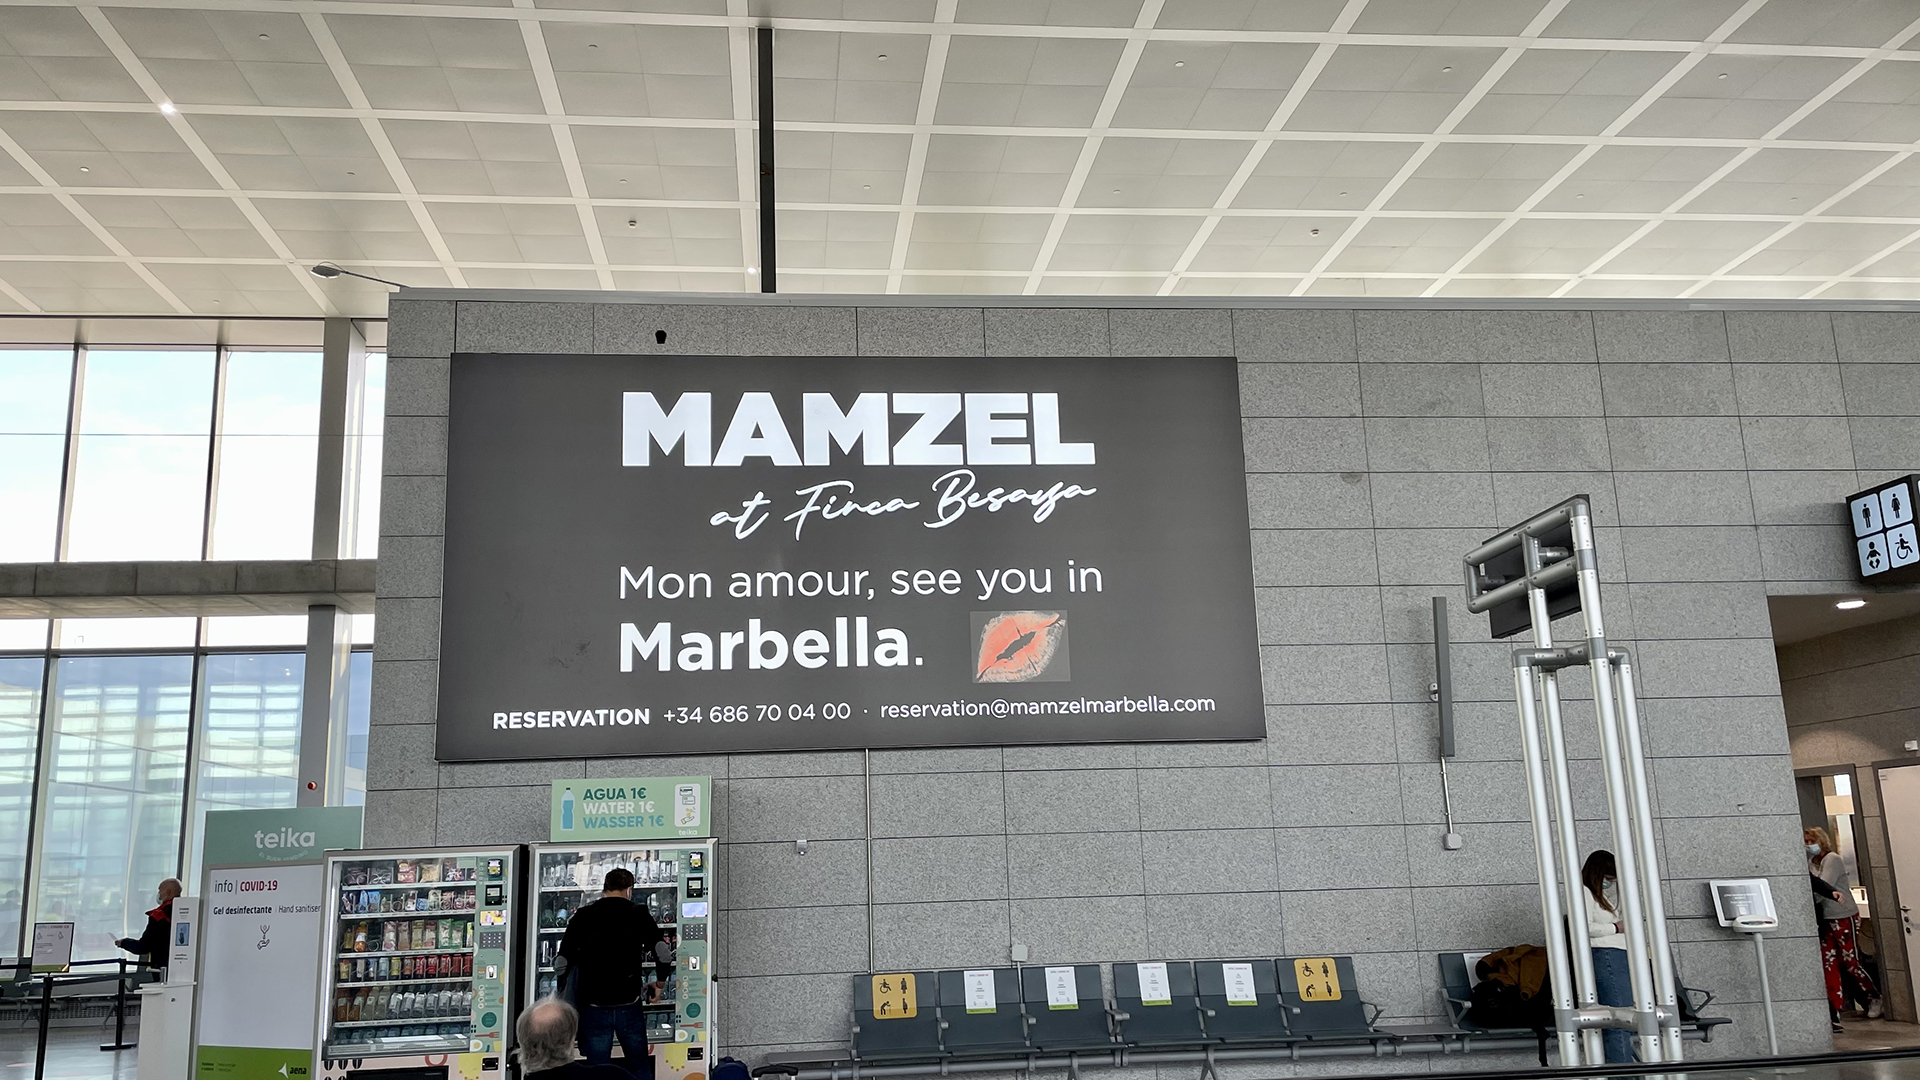 MAMZEL
at Finca Besaya
Mon amour, see you in
Marbella.
RESERVATION +34 686 70 04 00 · reservation@mamzelmarbella.com
AGUA 1€
WATER 1€
WASSER 1€
teika
teika
info | COVID-19
Gel desinfectante | Hand sanitiser
aena